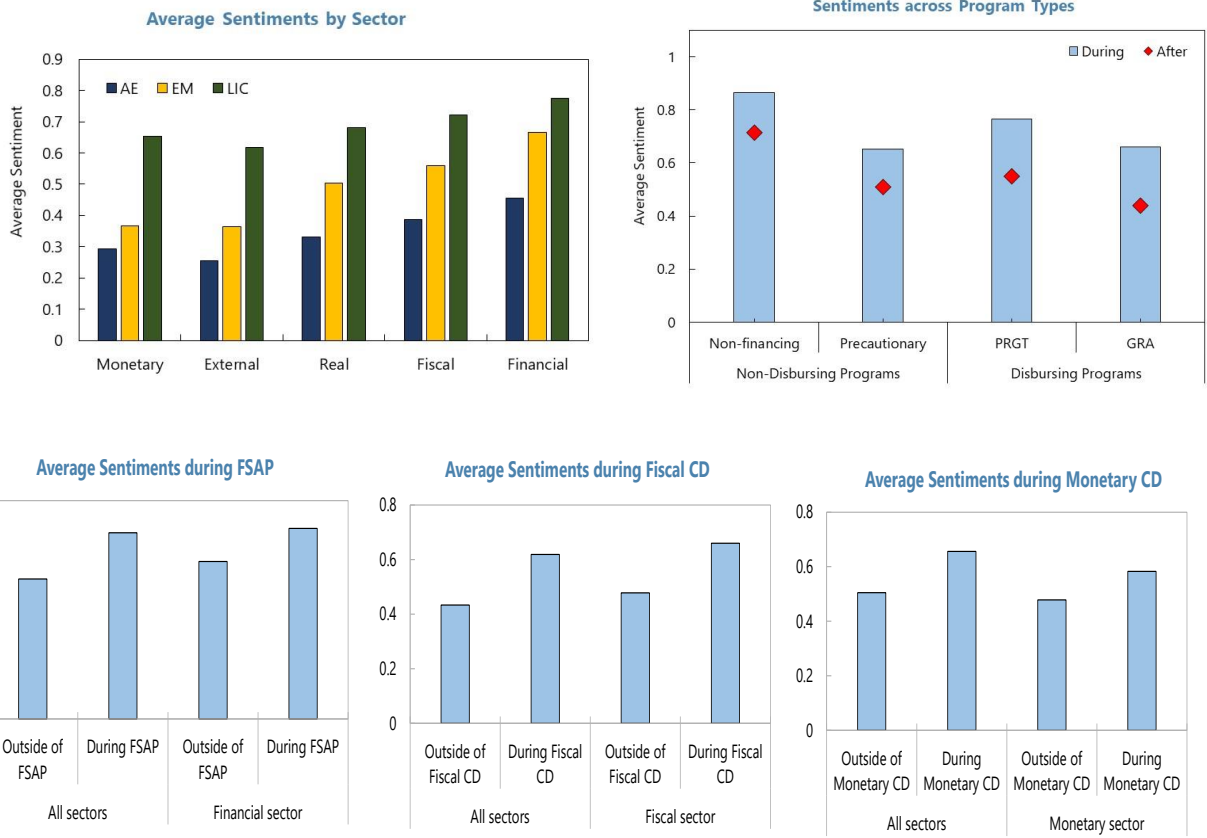 Average Sentiments by Sector
Average Sentiment
0.9
0.8
0.7
0.6
0.5
0.4
0.3
0.2
0.1
0
AE EM LIC
Monetary External Real Fiscal Financial
Sentiments across Program Types
Average Sentiment
1
0.8
0.6
0.4
0.2
0
During After
Non-financing Precautionary PRGT GRA
Non-Disbursing Programs Disbursing Programs
Average Sentiments during FSAP
Outside of FSAP
During FSAP
Outside of FSAP
During FSAP
All sectors Financial sector
Average Sentiments during Fiscal CD
0.8
0.6
0.4
0.2
0
Outside of Fiscal CD
During Fiscal CD
Outside of Fiscal CD
During Fiscal CD
All sectors Fiscal sector
Average Sentiments during Monetary CD
0.8
0.6
0.4
0.2
0
Outside of Monetary CD
During Monetary CD
Outside of Monetary CD
During Monetary CD
All sectors Monetary sector